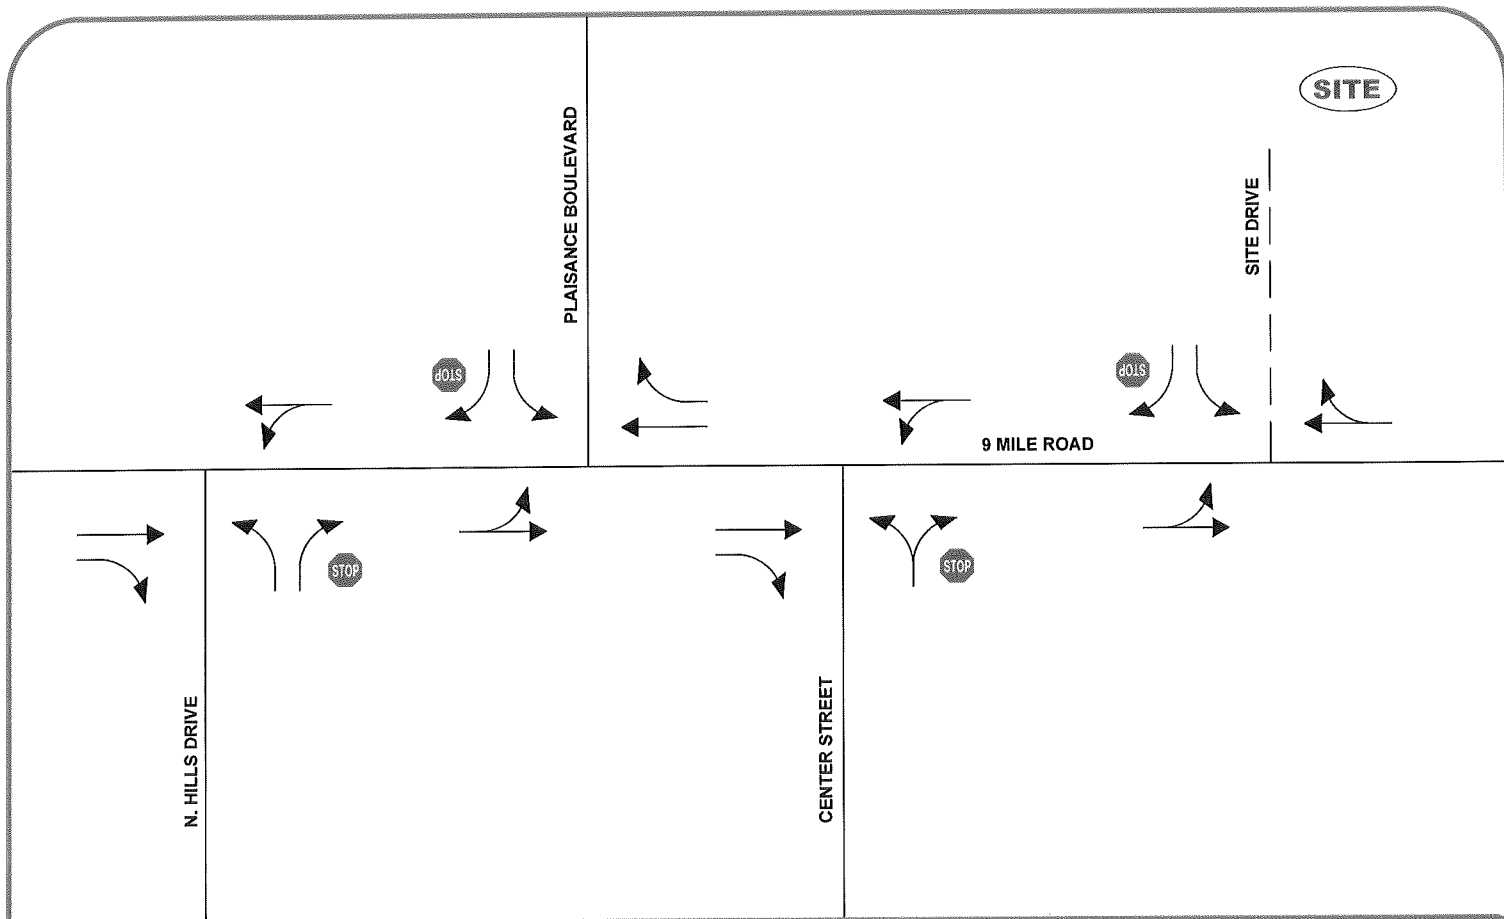 SITE
PLAISANCE BOULEVARD
SITE DRIVE
STOP
STOP
9 MILE ROAD
STOP
STOP
N. HILLS DRIVE
CENTER STREET